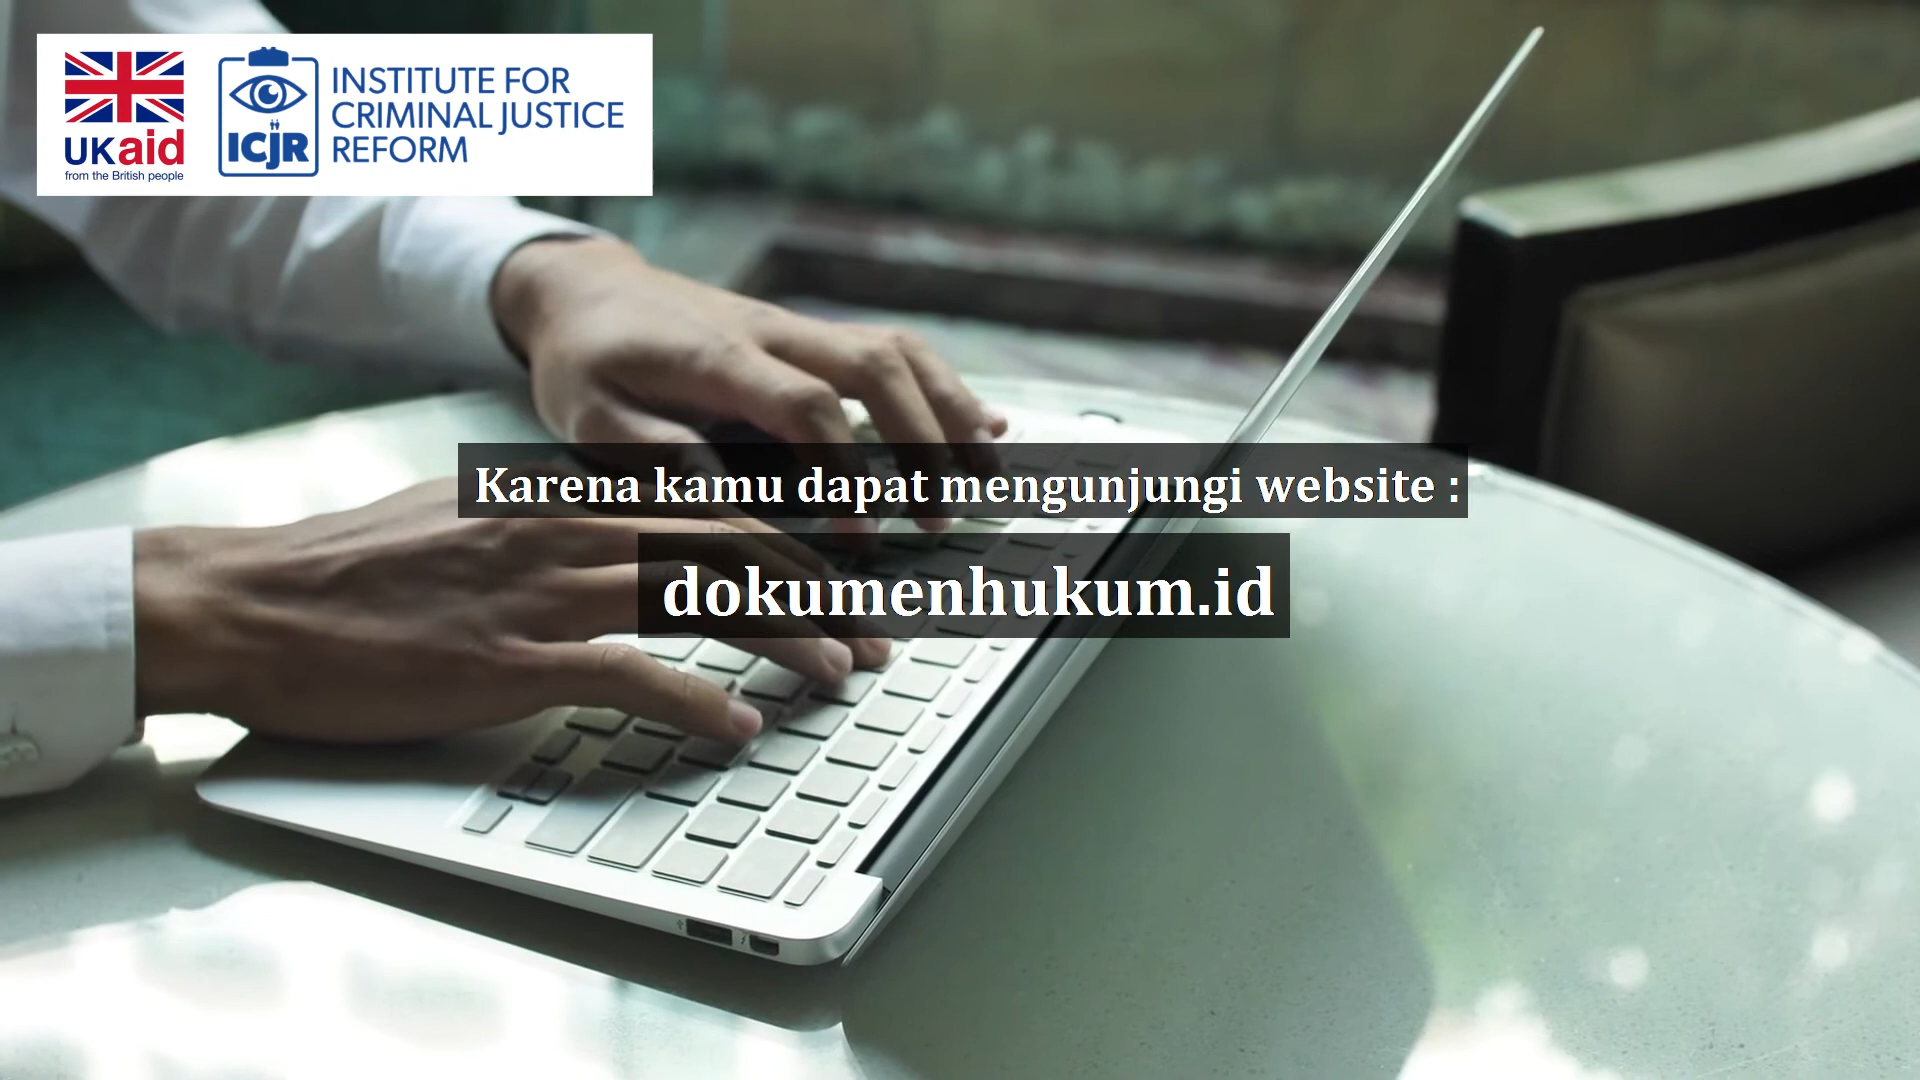 UKaid
from the British people
ICJR
INSTITUTE FOR
CRIMINAL JUSTICE
REFORM
Karena kamu dapat mengunjungi website :
dokumenhukum.id